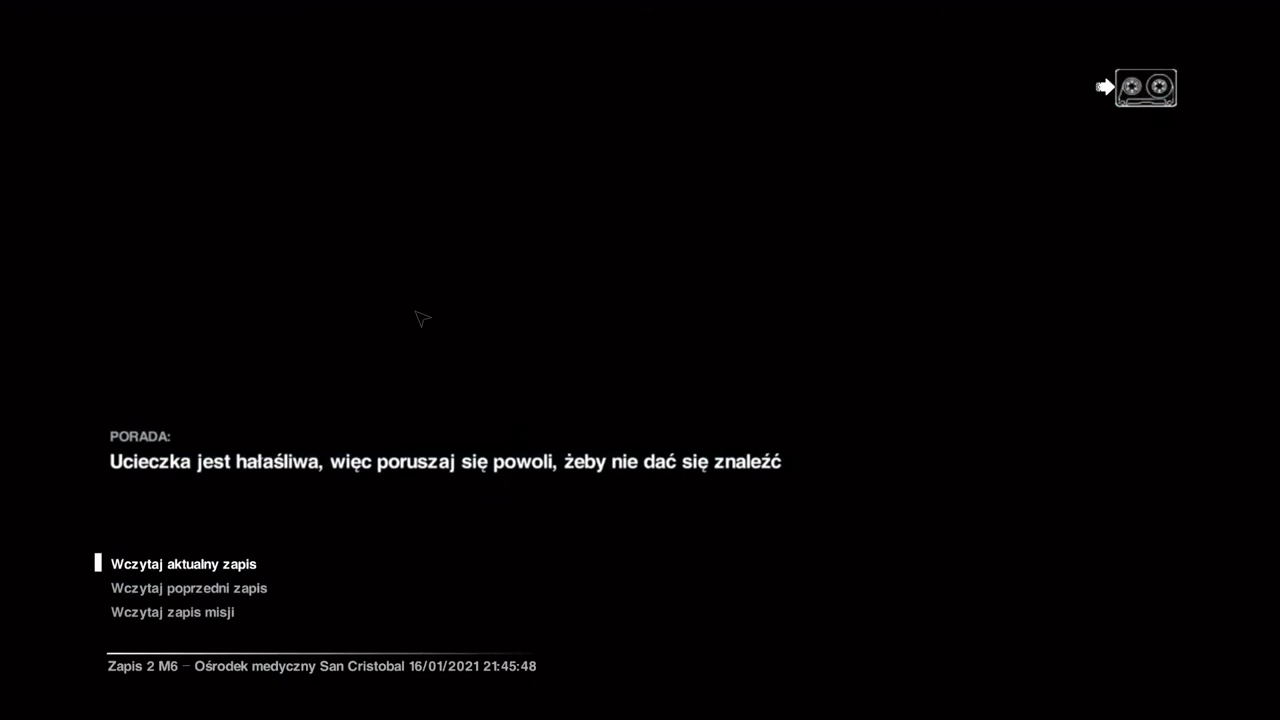 PORADA:
Ucieczka jest hałaśliwa, więc poruszaj się powoli, żeby nie dać się znaleźć
Wczytaj aktualny zapis
Wczytaj poprzedni zapis
Wczytaj zapis misji
Zapis 2 M6 – Ośrodek medyczny San Cristobal 16/01/2021 21:45:48